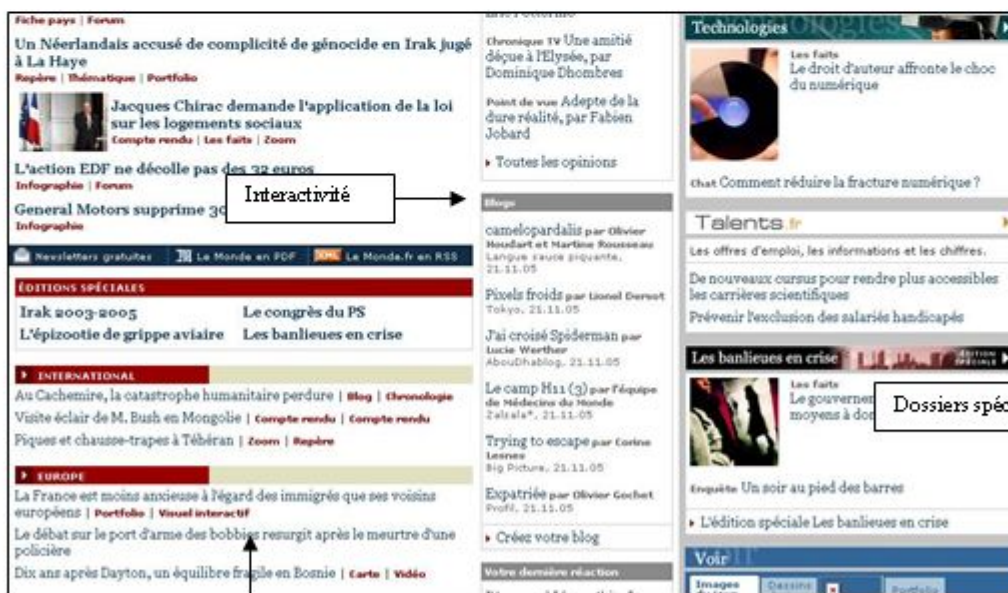 Fiche pays | Forum
Un Néerlandais accusé de complicité de génocide en Irak jugé
à La Haye
Repère | Thématique | Portfolio
Jacques Chirac demande l'application de la loi
sur les logements sociaux
Compte rendu | Les faits | Zoom
L'action EDF ne décolle pas des 32 euros
Infographie | Forum
General Motors supprime
Infographie
Interactivité
Newsletters gratuites Le Monde en PDF XML Le Monde.fr en RSS
ÉDITIONS SPÉCIALES
Irak 2003-2005 Le congrès du PS
L'épizootie de grippe aviaire Les banlieues en crise
INTERNATIONAL
Au Cachemire, la catastrophe humanitaire perdure | Blog | Chronologie
Visite éclair de M. Bush en Mongolie | Compte rendu | Compte rendu
Piques et chausse-trapes à Téhéran | Zoom | Repère
EUROPE
La France est moins anxieuse à l'égard des immigrés que ses voisins
européens | Portfolio | Visuel interactif
Le débat sur le port d'arme des bobbies resurgit après le meurtre d'une
policière
Dix ans après Dayton, un équilibre fragile en Bosnie | Carte | Vidéo
Chronique TV Une amitié
déçue à l'Elysée, par
Dominique Dhombres
Point de vue Adepte de la
dure réalité, par Fabien
Jobard
Toutes les opinions
Blogs
camelopardalis par Olivier
Houdart et Martine Rousseau
Langue sauce piquante,
21.11.05
Pixels froids par Lionel Dersot
Tokyo, 21.11.05
J'ai croisé Spiderman par
Lucie Werther
AbouDhablog, 21.11.05
Le camp H11 (3) par l'équipe
de Médecins du Monde
Zalzala*, 21.11.05
Trying to escape par Corine
Lesnes
Big Picture, 21.11.05
Expatriée par Olivier Gochet
Profil, 21.11.05
Créez votre blog
Votre dernière réaction
Technologies
Les faits
Le droit d'auteur affronte le choc
du numérique
Chat Comment réduire la fracture numérique ?
Talents.fr
Les offres d'emploi, les informations et les chiffres.
De nouveaux cursus pour rendre plus accessibles
les carrières scientifiques
Prévenir l'exclusion des salariés handicapés
Les banlieues en crise ÉDITION
SPÉCIALE
Les faits
Le gouverne
moyens à do
Dossiers spéc
Enquête Un soir au pied des barres
L'édition spéciale Les banlieues en crise
Voir
Images
Dessins
Portfolio